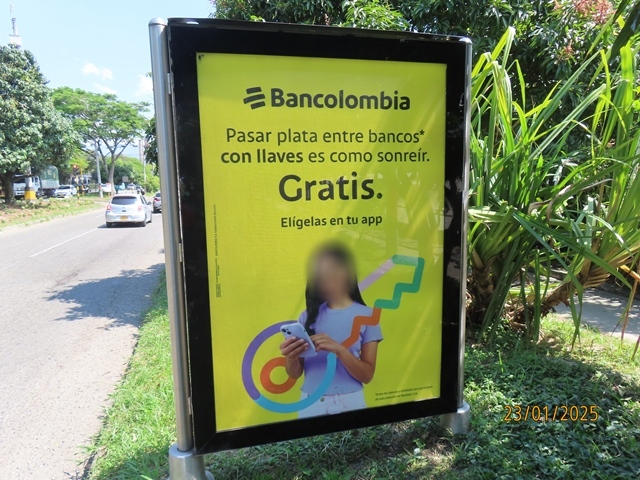 Bancolombia
Pasar plata entre bancos*
con llaves es como sonreír.
Gratis.
Elígelas en tu app
23/01/2025